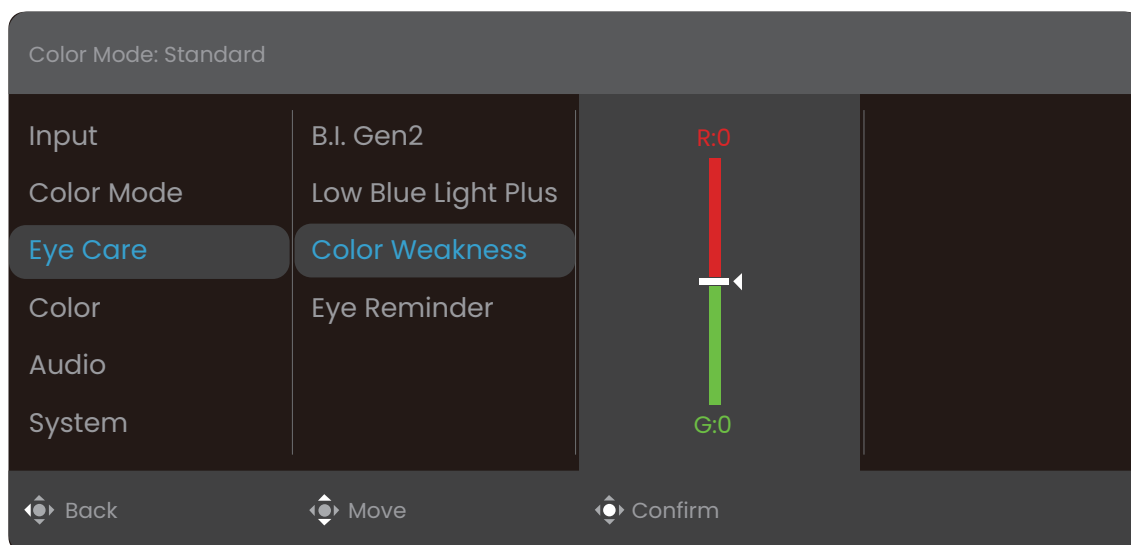 Color Mode: Standard
Input
Color Mode
Eye Care
Color
Audio
System
B.I. Gen2
Low Blue Light Plus
Color Weakness
Eye Reminder
R:0
G:0
Back
Move
Confirm